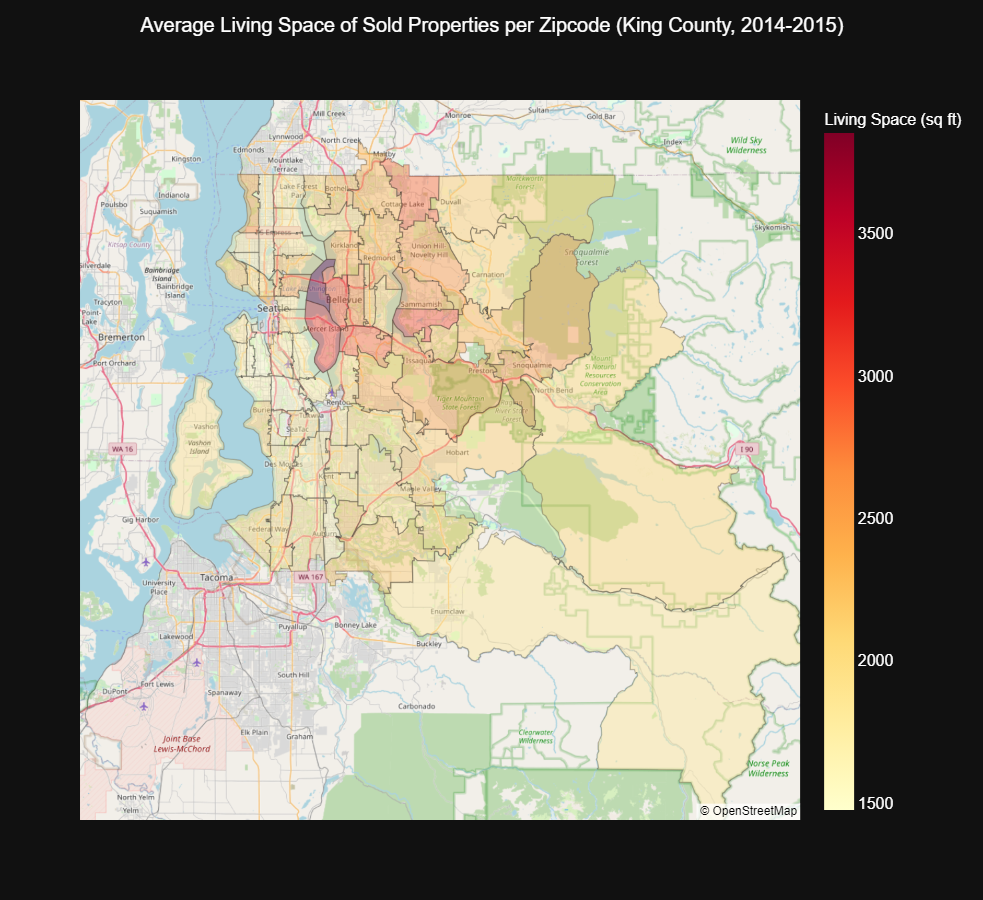 Average Living Space of Sold Properties per Zipcode (King County, 2014-2015)
Living Space (sq ft)
3500
3000
2500
2000
1500
Mill Creek
Monroe
Sultan
Gold Bar
Lynnwood
North Creek
Index
Wild Sky
Wilderness
Edmonds
Mountlake
Terrace
Maltby
Kingston
Lake Forest
Park
Bothell
Indianola
Poulsbo
Suquamish
Cottage Lake
Duvall
Marckworth
Forest
Skykomish
Kitsap County
Kirkland
Union Hill-
Novelty Hill
Redmond
Snoqualmie
Forest
Silverdale
Bainbridge
Island
Bainbridge
Island
Carnation
Tracyton
Point-
Lake
Seattle
Bellevue
Sammamish
Bremerton
Mercer Island
Port Orchard
Issaquah
Preston
Snoqualmie
Mount
Si Natural
Resources
Conservation
Area
North Bend
Renton
Tiger Mountain
State Forest
River State
Forest
Burien
Tukwila
SeaTac
Vashon
Vashon
Island
WA 16
I 90
Hobart
Des Moines
Kent
Maple Valley
Gig Harbor
Federal Way
Auburn
University
Place
Tacoma
WA 167
Enumclaw
Puyallup
Bonney Lake
Buckley
Lakewood
South Hill
DuPont
Fort Lewis
Spanaway
Carbonado
Elk Plain
Graham
Joint Base
Lewis-McChord
Clearwater
Wilderness
Norse Peak
Wilderness
North Yelm
Yelm
© OpenStreetMap